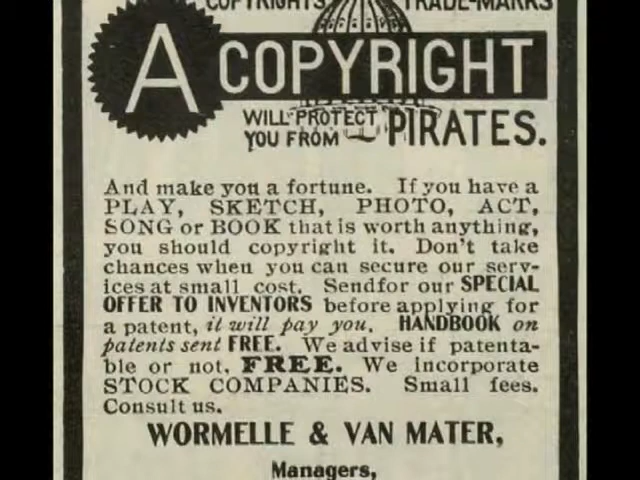 COPYRIGHTS TRADE-MARKS
A COPYRIGHT
WILL PROTECT
YOU FROM PIRATES.
And make you a fortune. If you have a
PLAY, SKETCH, PHOTO, ACT,
SONG or BOOK that is worth anything,
you should copyright it. Don't take
chances when you can secure our serv-
ices at small cost. Send for our SPECIAL
OFFER TO INVENTORS before applying for
a patent, it will pay you. HANDBOOK on
patents sent FREE. We advise if patenta-
ble or not, FREE. We incorporate
STOCK COMPANIES. Small fees.
Consult us.
WORMELLE & VAN MATER,
Managers,